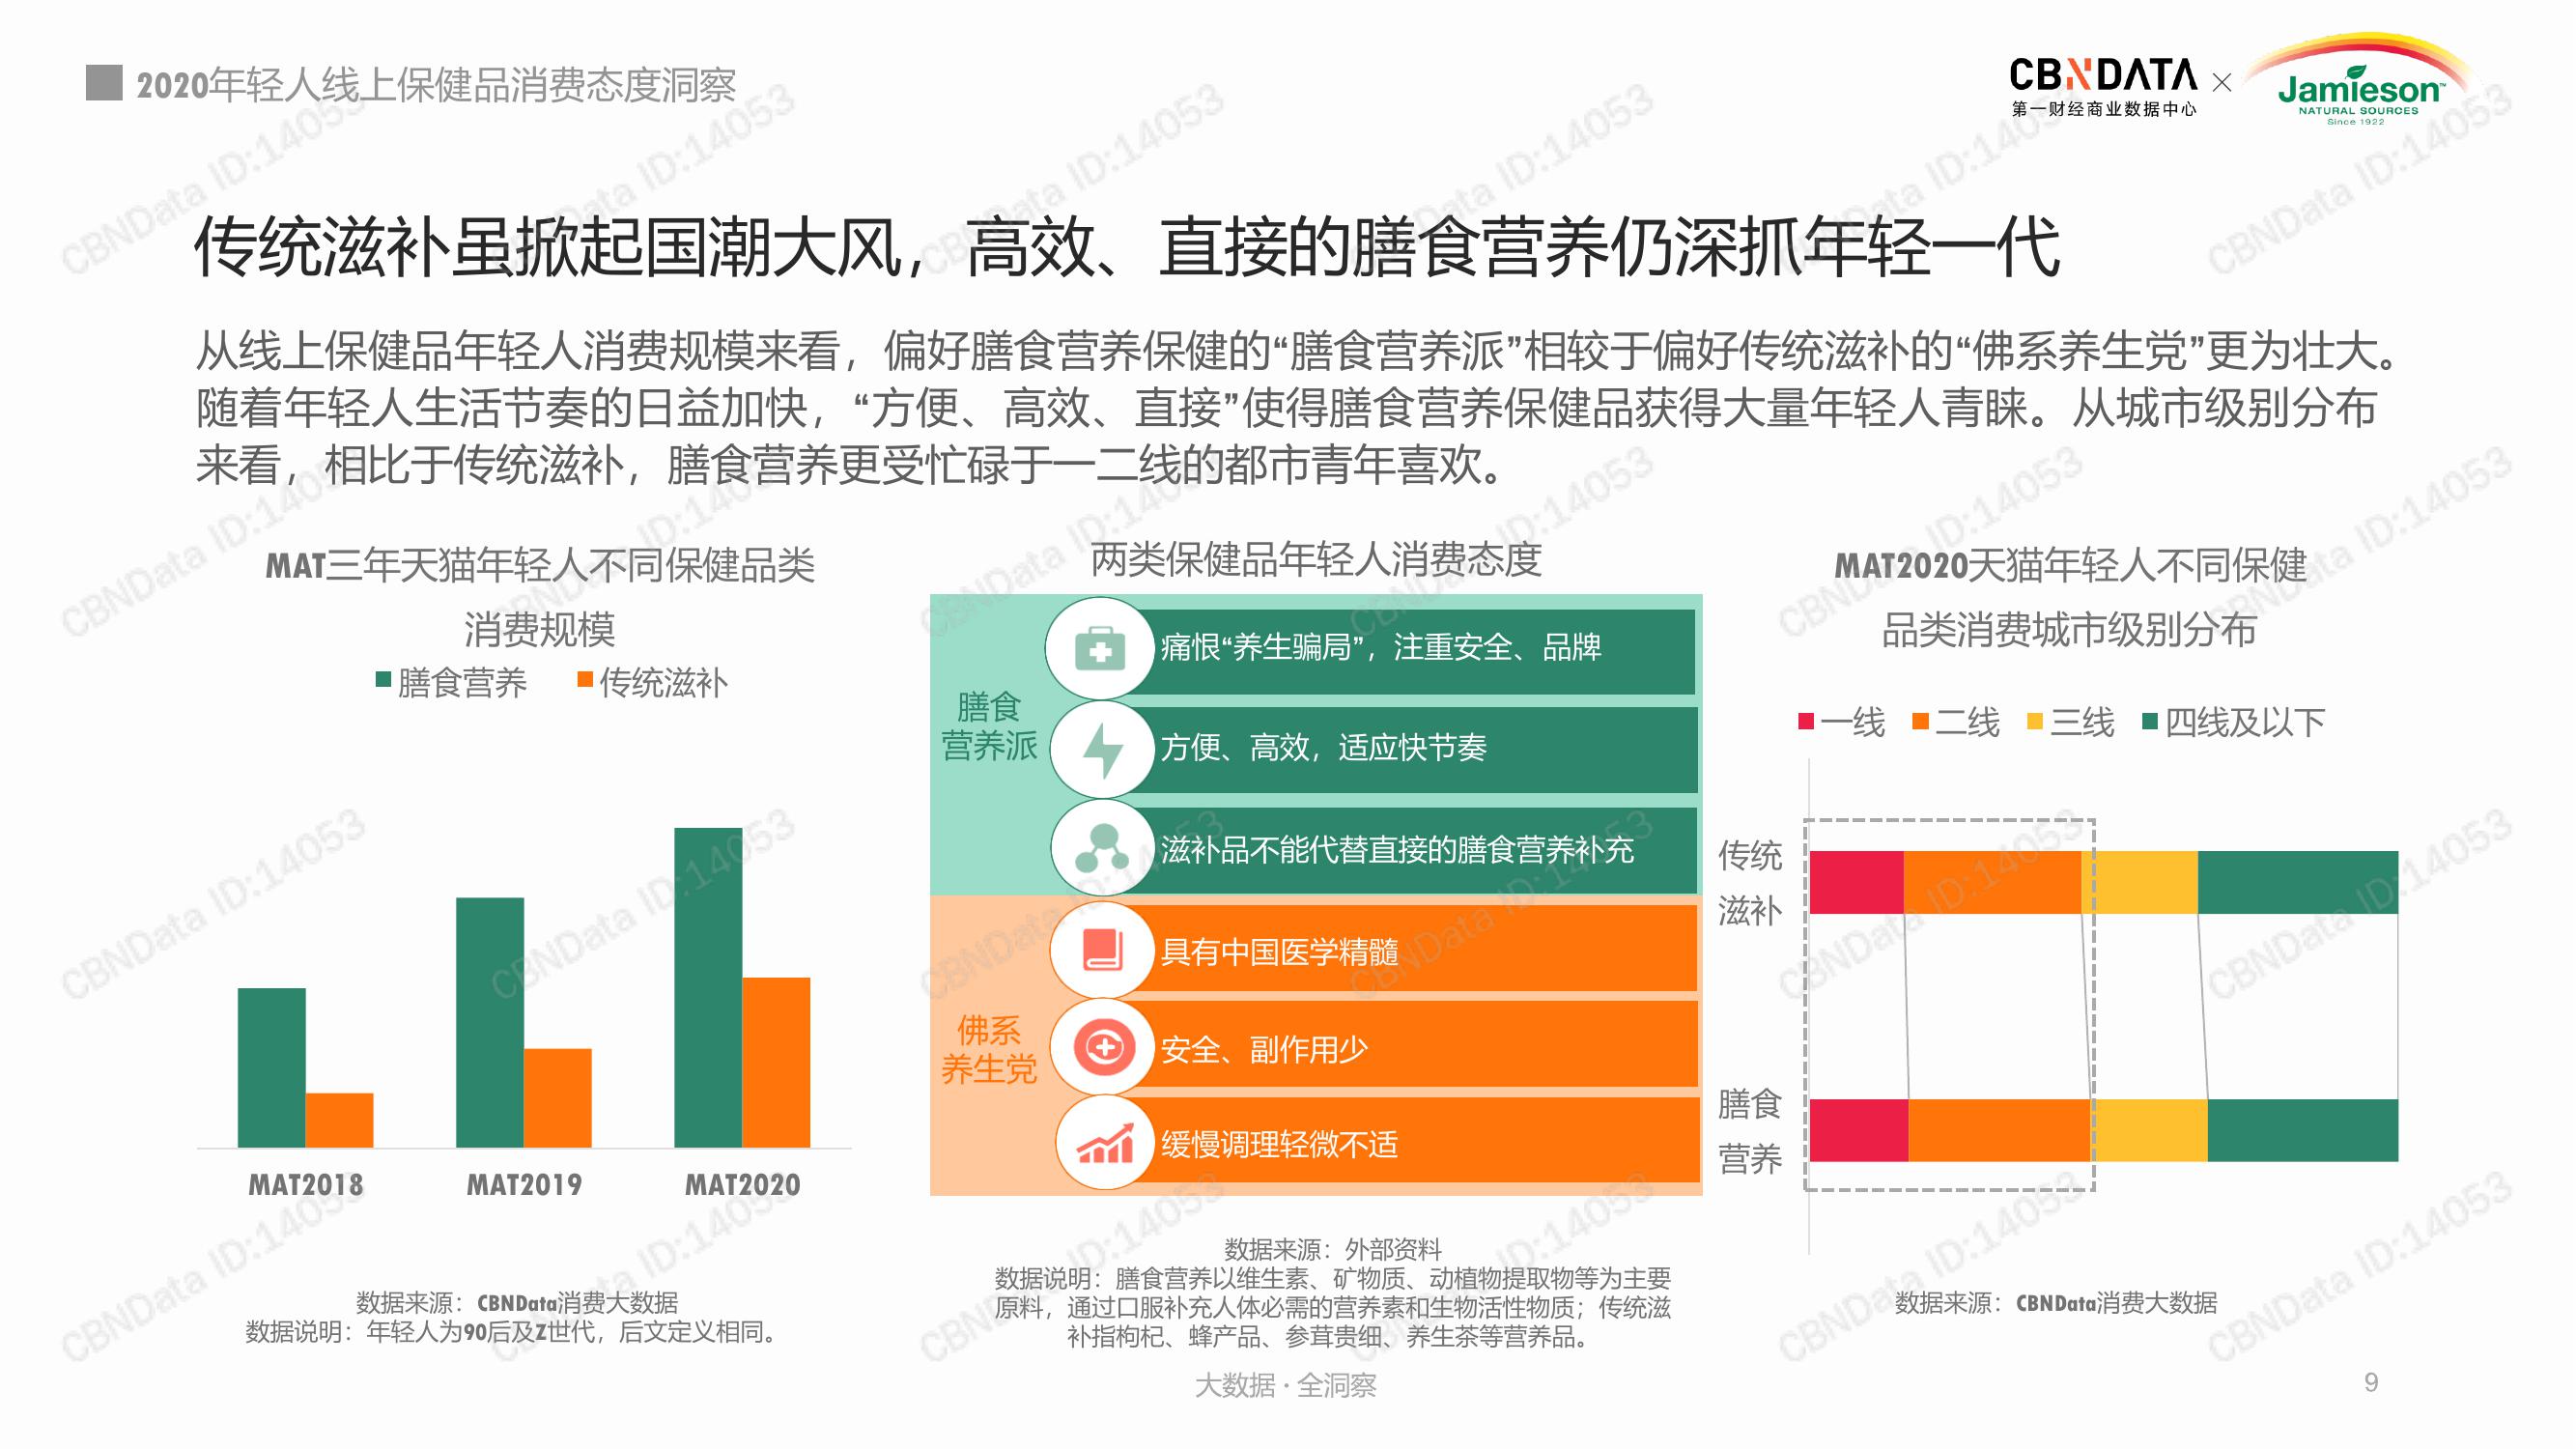 2020年轻人线上保健品消费态度洞察
CBNDATA
第一财经商业数据中心
×
Jamieson™
NATURAL SOURCES
Since 1922
传统滋补虽掀起国潮大风，高效、直接的膳食营养仍深抓年轻一代
从线上保健品年轻人消费规模来看，偏好膳食营养保健的“膳食营养派”相较于偏好传统滋补的“佛系养生党”更为壮大。
随着年轻人生活节奏的日益加快，“方便、高效、直接”使得膳食营养保健品获得大量年轻人青睐。从城市级别分布
来看，相比于传统滋补，膳食营养更受忙碌于一二线的都市青年喜欢。
MAT三年天猫年轻人不同保健品类
消费规模
膳食营养 传统滋补
MAT2018 MAT2019 MAT2020
数据来源：CBNData消费大数据
数据说明：年轻人为90后及Z世代，后文定义相同。
两类保健品年轻人消费态度
膳食
营养派
痛恨“养生骗局”，注重安全、品牌
方便、高效，适应快节奏
滋补品不能代替直接的膳食营养补充
佛系
养生党
具有中国医学精髓
安全、副作用少
缓慢调理轻微不适
数据来源：外部资料
数据说明：膳食营养以维生素、矿物质、动植物提取物等为主要
原料，通过口服补充人体必需的营养素和生物活性物质；传统滋
补指枸杞、蜂产品、参茸贵细、养生茶等营养品。
MAT2020天猫年轻人不同保健
品类消费城市级别分布
一线 二线 三线 四线及以下
传统
滋补
膳食
营养
数据来源：CBNData消费大数据
大数据·全洞察
9
CBNData ID:14053